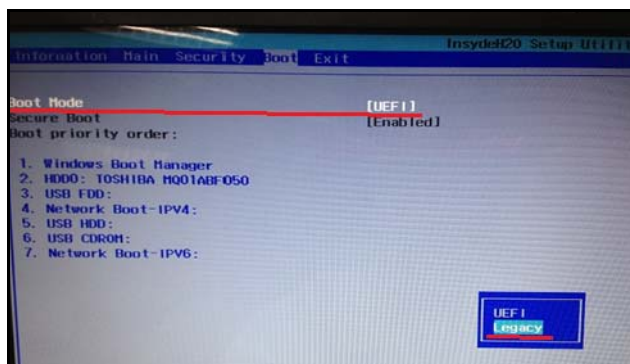 InsydeH20 Setup Utilit
Information Main Security Boot Exit
Boot Mode [UEFI]
Secure Boot [Enabled]
Boot priority order:
1. Windows Boot Manager
2. HDD0: TOSHIBA MQ01ABF050
3. USB FDD:
4. Network Boot-IPV4:
5. USB HDD:
6. USB CDROM:
7. Network Boot-IPV6:
UEFI
Legacy